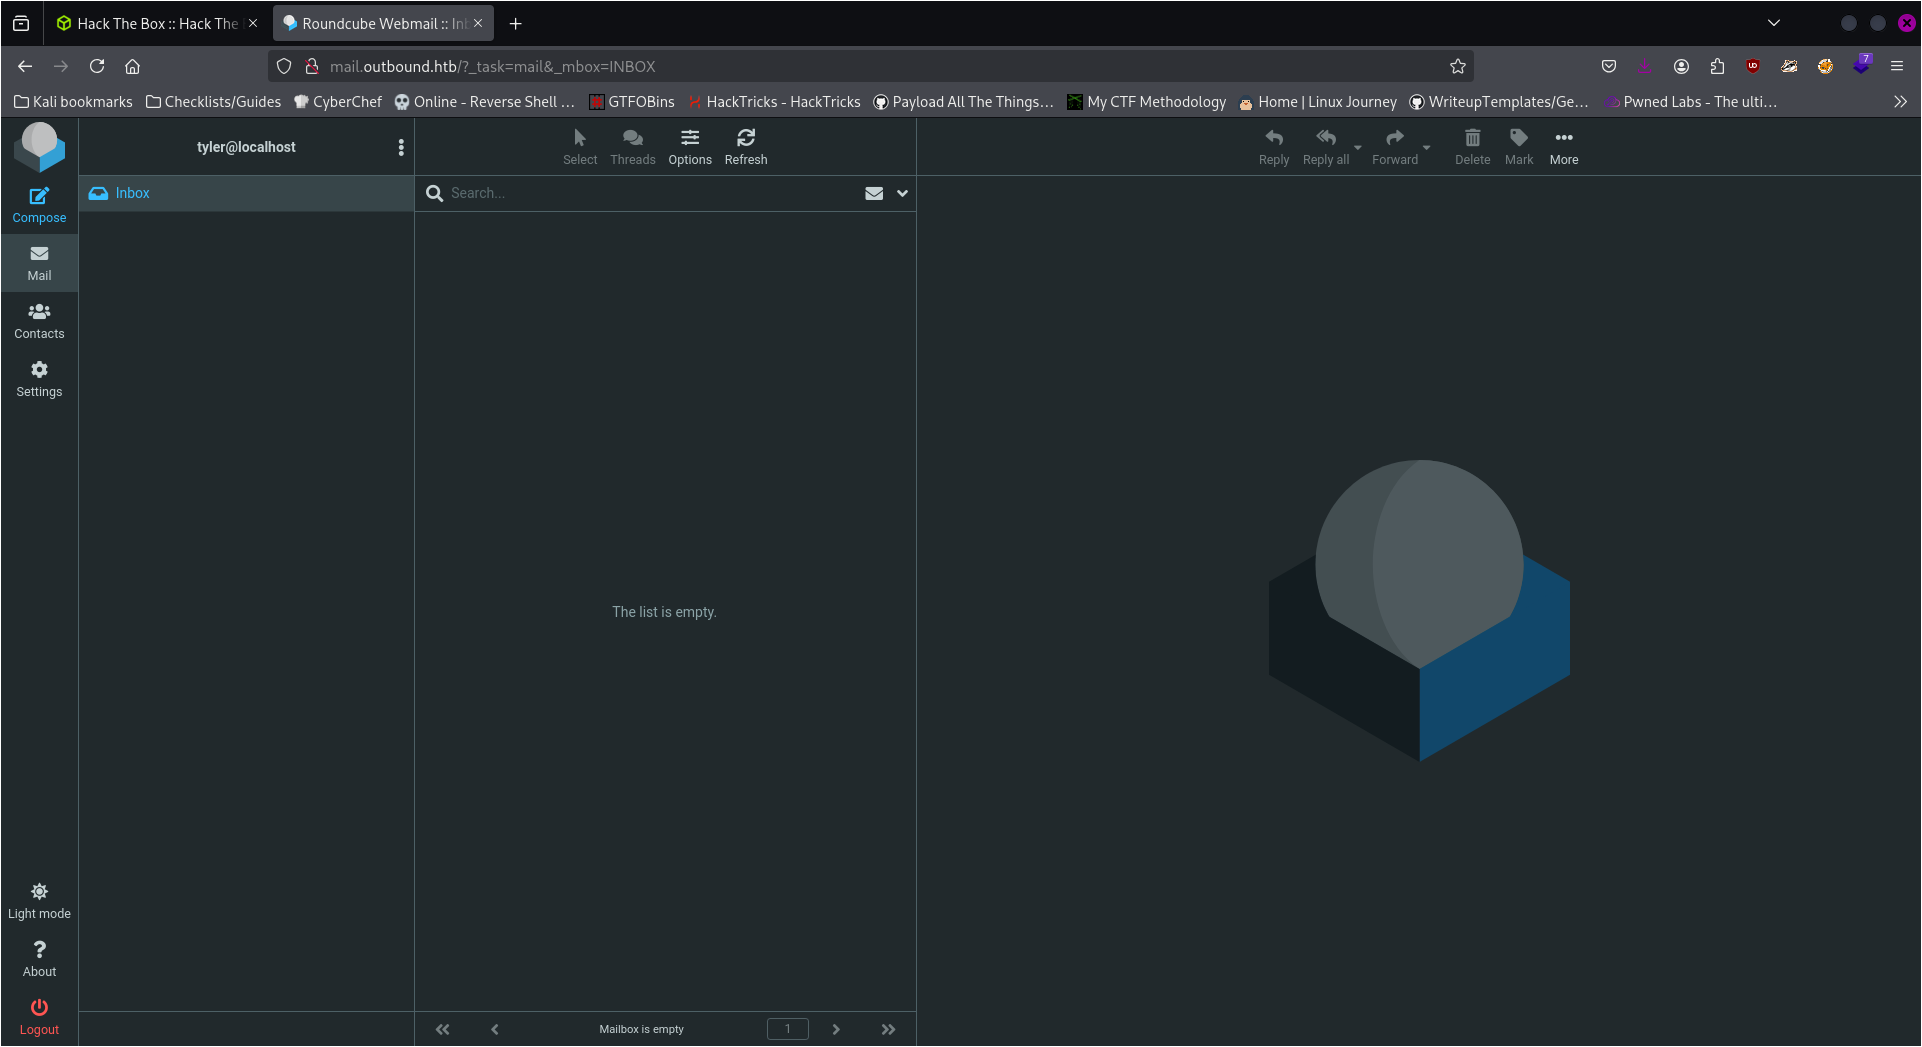 Hack The Box :: Hack The
Roundcube Webmail :: Inb
mail.outbound.htb/?_task=mail&_mbox=INBOX
7
Kali bookmarks
Checklists/Guides
CyberChef
Online - Reverse Shell …
GTFOBins
HackTricks - HackTricks
Payload All The Things…
My CTF Methodology
Home | Linux Journey
WriteupTemplates/Ge…
Pwned Labs - The ulti…
Compose
Mail
Contacts
Settings
Light mode
About
Logout
tyler@localhost
Inbox
Select
Threads
Options
Refresh
Search...
The list is empty.
Mailbox is empty
1
Reply
Reply all
Forward
Delete
Mark
More